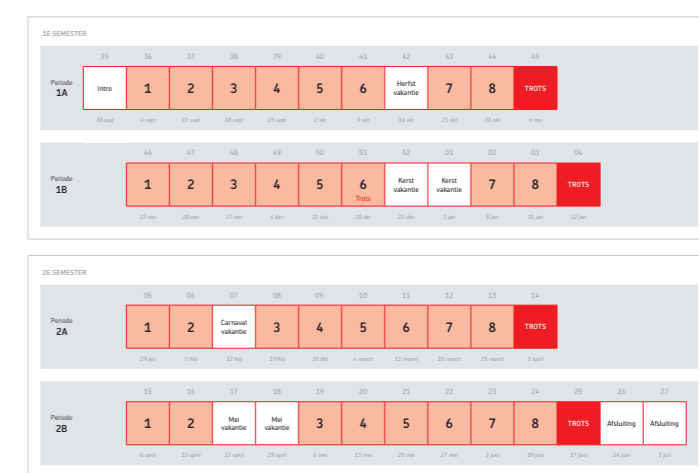 1E SEMESTER
35 36 37 38 39 40 41 42 43 44 45
Periode 1A
Intro 1 2 3 4 5 6 Herfst vakantie 7 8 TROTS
28 aug 4 sept 11 sept 18 sept 25 sept 2 okt 9 okt 16 okt 23 okt 30 okt 6 nov
46 47 48 49 50 51 52 01 02 03 04
Periode 1B
1 2 3 4 5 6 Trots Kerst vakantie Kerst vakantie 7 8 TROTS
13 nov 20 nov 27 nov 4 dec 11 dec 18 dec 25 dec 1 jan 8 jan 15 jan 22 jan
2E SEMESTER
05 06 07 08 09 10 11 12 13 14
Periode 2A
1 2 Carnaval vakantie 3 4 5 6 7 8 TROTS
29 jan 5 feb 12 feb 19 feb 26 feb 4 maart 11 maart 18 maart 25 maart 1 april
15 16 17 18 19 20 21 22 23 24 25 26 27
Periode 2B
1 2 Mei vakantie Mei vakantie 3 4 5 6 7 8 TROTS Afsluiting Afsluiting
8 april 15 april 22 april 29 april 6 mei 13 mei 20 mei 27 mei 3 juni 10 juni 17 juni 24 juni 1 juli